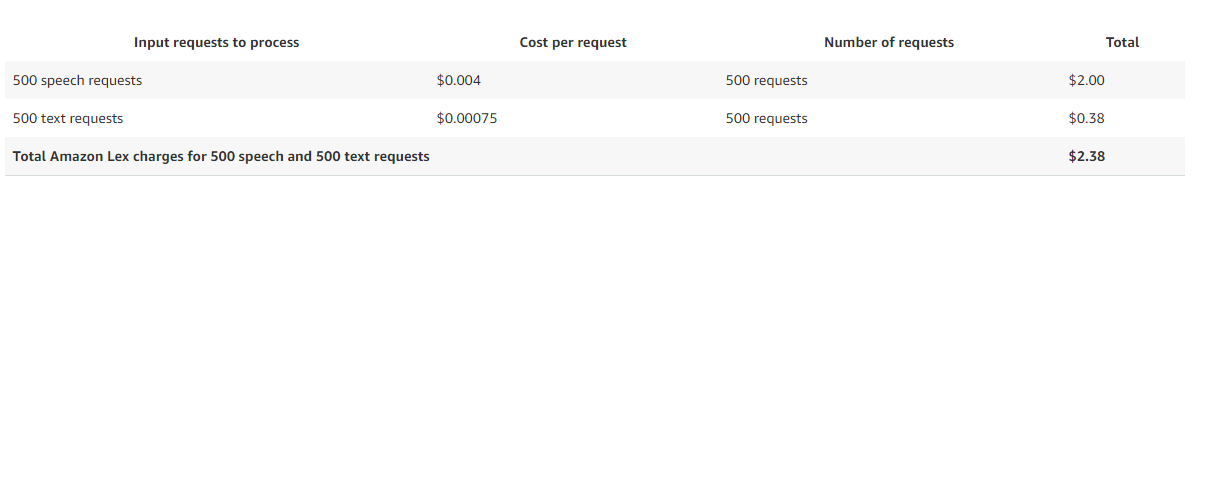 Input requests to process Cost per request Number of requests Total
500 speech requests $0.004 500 requests $2.00
500 text requests $0.00075 500 requests $0.38
Total Amazon Lex charges for 500 speech and 500 text requests $2.38